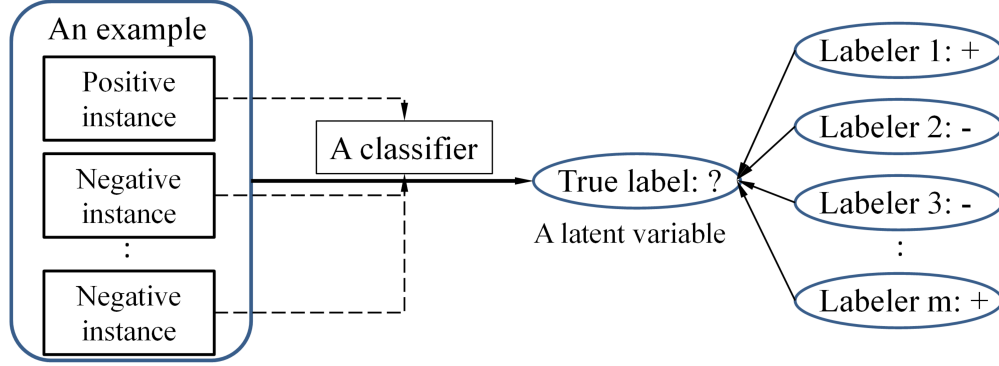 An example
Positive
instance
Negative
instance
:
Negative
instance
A classifier
True label: ?
A latent variable
Labeler 1: +
Labeler 2: -
Labeler 3: -
:
Labeler m: +